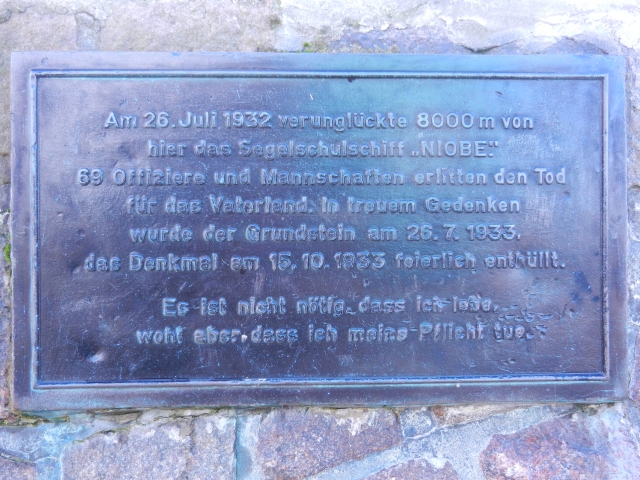 Am 26. Juli 1932 verunglückte 8000 m von
hier das Segelschulschiff „NIOBE“.
69 Offiziere und Mannschaften erlitten den Tod
für das Vaterland. In treuem Gedenken
wurde der Grundstein am 26. 7. 1933,
das Denkmal am 15. 10. 1933 feierlich enthüllt.
Es ist nicht nötig, dass ich lebe,
wohl aber, dass ich meine Pflicht tue.